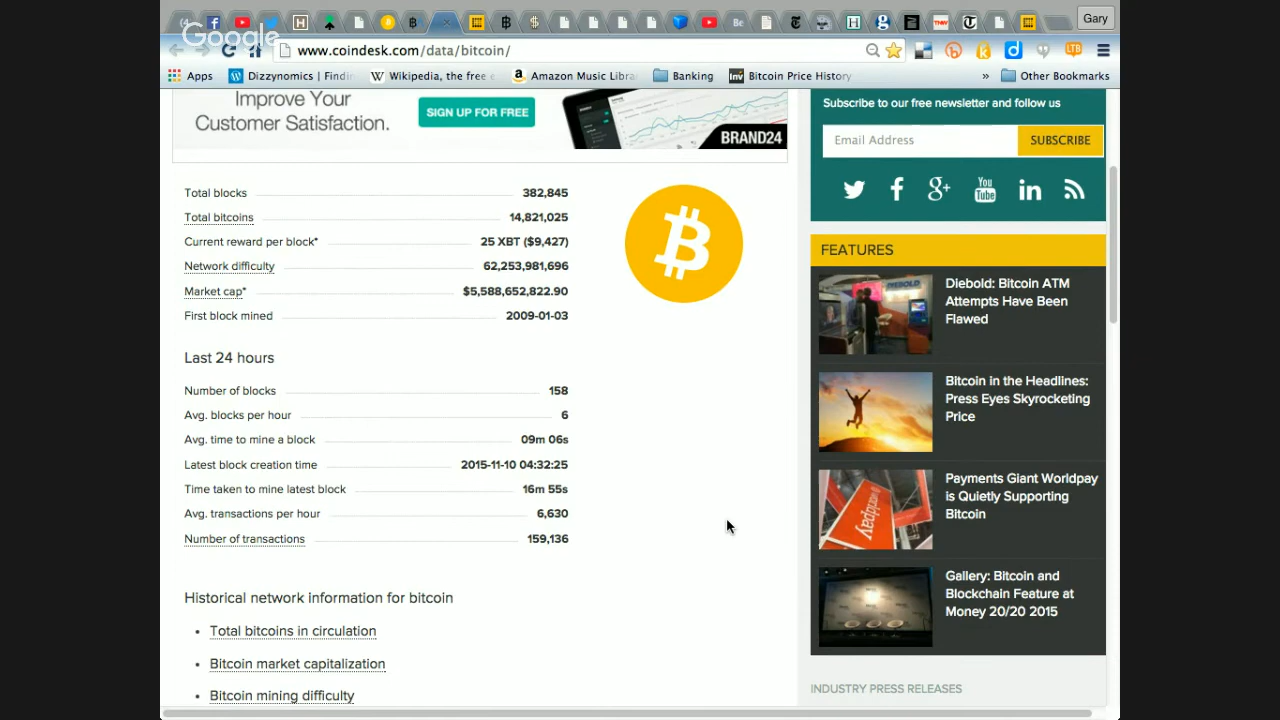 Google
Gary
www.coindesk.com/data/bitcoin/
Apps
Dizzynomics | Findin
Wikipedia, the free e
Amazon Music Libra
Banking
Bitcoin Price History
»
Other Bookmarks
Improve Your
Customer Satisfaction.
SIGN UP FOR FREE
BRAND24
Total blocks 382,845
Total bitcoins 14,821,025
Current reward per block* 25 XBT ($9,427)
Network difficulty 62,253,981,696
Market cap* $5,588,652,822.90
First block mined 2009-01-03
Last 24 hours
Number of blocks 158
Avg. blocks per hour 6
Avg. time to mine a block 09m 06s
Latest block creation time 2015-11-10 04:32:25
Time taken to mine latest block 16m 55s
Avg. transactions per hour 6,630
Number of transactions 159,136
Historical network information for bitcoin
• Total bitcoins in circulation
• Bitcoin market capitalization
• Bitcoin mining difficulty
Subscribe to our free newsletter and follow us
Email Address
SUBSCRIBE
You
Tube
FEATURES
Diebold: Bitcoin ATM
Attempts Have Been
Flawed
Bitcoin in the Headlines:
Press Eyes Skyrocketing
Price
worldpay
Payments Giant Worldpay
is Quietly Supporting
Bitcoin
Gallery: Bitcoin and
Blockchain Feature at
Money 20/20 2015
INDUSTRY PRESS RELEASES